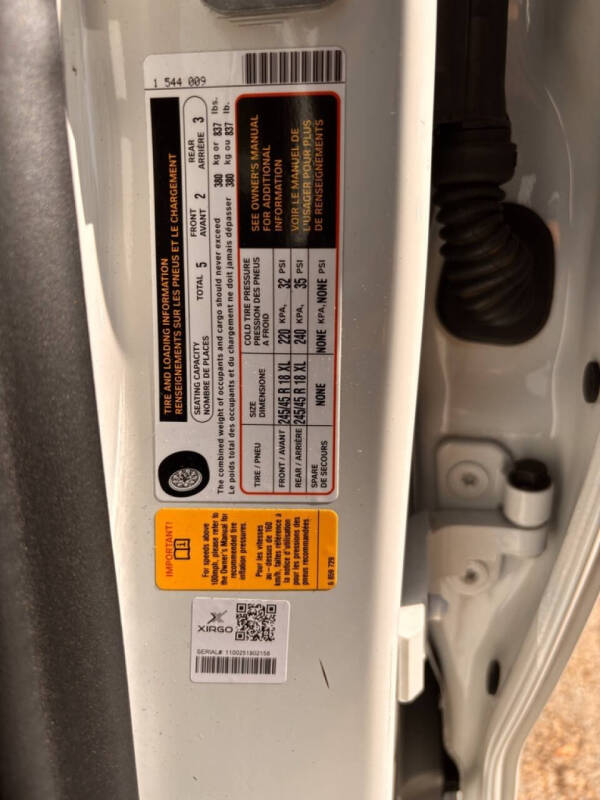 1 544 009
TIRE AND LOADING INFORMATION
RENSEIGNEMENTS SUR LES PNEUS ET LE CHARGEMENT
SEATING CAPACITY
NOMBRE DE PLACES
TOTAL 5
FRONT
AVANT 2
REAR
ARRIÈRE 3
The combined weight of occupants and cargo should never exceed 380 kg or 837 lbs.
Le poids total des occupants et du chargement ne doit jamais dépasser 380 kg ou 837 lb.
TIRE / PNEU
SIZE
DIMENSIONS
COLD TIRE PRESSURE
PRESSION DES PNEUS
A FROID
FRONT / AVANT 245/45 R 18 XL 220 KPA, 32 PSI
REAR / ARRIÈRE 245/45 R 18 XL 240 KPA, 35 PSI
SPARE
DE SECOURS
NONE NONE KPA, NONE PSI
SEE OWNER'S MANUAL
FOR ADDITIONAL
INFORMATION
VOIR LE MANUEL DE
L'USAGER POUR PLUS
DE RENSEIGNEMENTS
IMPORTANT!
For speeds above
100mph, please refer to
the Owner's Manual for
recommended tire
inflation pressures.
Pour les vitesses
au - dessus de 160
km/h, faites référence à
la notice d'utilisation
pour les pressions des
pneus recommandées.
6 859 729
XIRGO
SERIAL#: 1100251802158